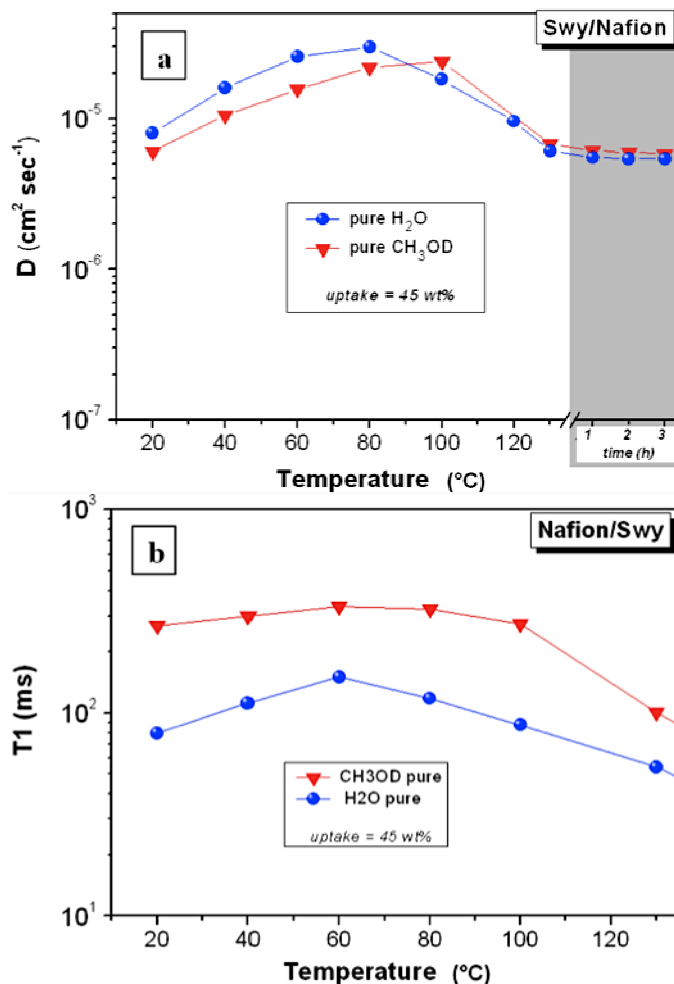 a
Swy/Nafion
10⁻⁵
10⁻⁶
10⁻⁷
D (cm² sec⁻¹)
pure H₂O
pure CH₃OD
uptake = 45 wt%
20 40 60 80 100 120 1 2 3
time (h)
Temperature (°C)
b
Nafion/Swy
10³
10²
10¹
T1 (ms)
CH3OD pure
H2O pure
uptake = 45 wt%
20 40 60 80 100 120
Temperature (°C)